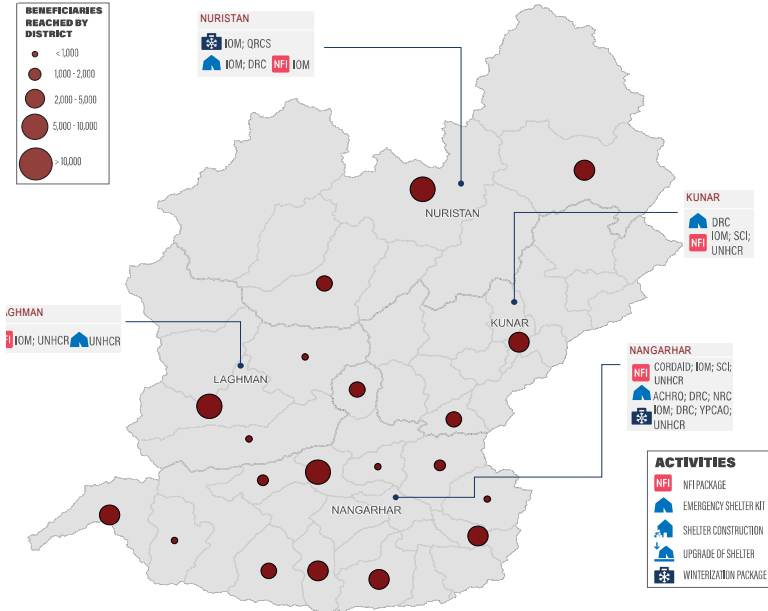 BENEFICIARIES
REACHED BY
DISTRICT
< 1,000
1,000 - 2,000
2,000 - 5,000
5,000 - 10,000
> 10,000
NURISTAN
IOM; QRCS
IOM; DRC NFI IOM
NURISTAN
KUNAR
DRC
NFI IOM; SCI;
UNHCR
KUNAR
AGHMAN
FI IOM; UNHCR UNHCR
LAGHMAN
NANGARHAR
NFI CORDAID; IOM; SCI;
UNHCR
ACHRO; DRC; NRC
IOM; DRC; YPCAO;
UNHCR
NANGARHAR
ACTIVITIES
NFI NFI PACKAGE
EMERGENCY SHELTER KIT
SHELTER CONSTRUCTION
UPGRADE OF SHELTER
WINTERIZATION PACKAGE